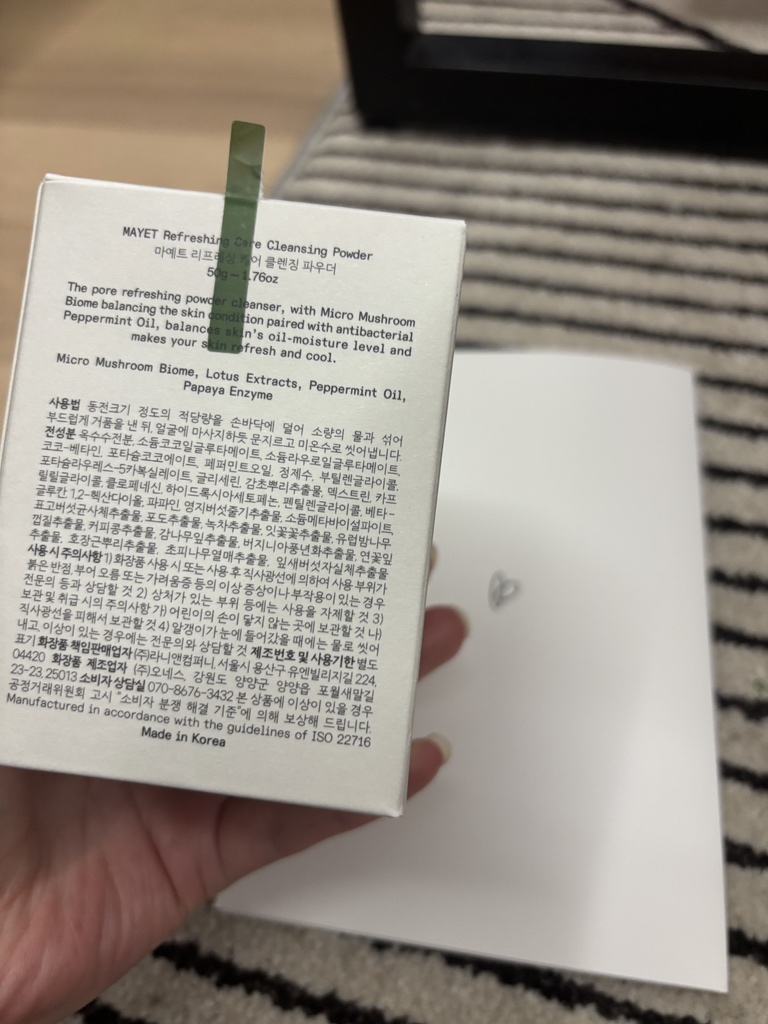 MAYET Refreshing Care Cleansing Powder
마예트 리프레싱 케어 클렌징 파우더
50g — 1.76oz
The pore refreshing powder cleanser, with Micro Mushroom
Biome balancing the skin condition paired with antibacterial
Peppermint Oil, balances skin's oil-moisture level and
makes your skin refresh and cool.
Micro Mushroom Biome, Lotus Extracts, Peppermint Oil,
Papaya Enzyme
사용법 동전크기 정도의 적당량을 손바닥에 덜어 소량의 물과 섞어
부드럽게 거품을 낸 뒤, 얼굴에 마사지하듯 문지르고 미온수로 씻어냅니다.
전성분 옥수수전분, 소듐코코일글루타메이트, 소듐라우로일글루타메이트,
코코-베타인, 포타슘코코에이트, 페퍼민트오일, 정제수, 부틸렌글라이콜,
포타슘라우레스-5카복실레이트, 글리세린, 감초뿌리추출물, 덱스트린, 카프
릴릴글라이콜, 클로페네신, 하이드록시아세토페논, 펜틸렌글라이콜, 베타-
글루칸, 1,2-헥산다이올, 파파인, 영지버섯줄기추출물, 소듐메타바이설파이트,
표고버섯균사체추출물, 포도추출물, 녹차추출물, 잇꽃꽃추출물, 유럽밤나무
껍질추출물, 커피콩추출물, 감나무잎추출물, 버지니아풍년화추출물, 연꽃잎
추출물, 호장근뿌리추출물, 초피나무열매추출물, 잎새버섯자실체추출물
사용 시 주의사항 1) 화장품 사용 시 또는 사용 후 직사광선에 의하여 사용 부위가
붉은 반점, 부어 오름 또는 가려움증 등의 이상 증상이나 부작용이 있는 경우
전문의 등과 상담할 것 2) 상처가 있는 부위 등에는 사용을 자제할 것 3)
보관 및 취급 시의 주의사항 가) 어린이의 손이 닿지 않는 곳에 보관할 것 나)
직사광선을 피해서 보관할 것 4) 알갱이가 눈에 들어갔을 때에는 물로 씻어
내고, 이상이 있는 경우에는 전문의와 상담할 것 제조번호 및 사용기한 별도
표기 화장품 책임판매업자 (주)라니앤컴퍼니, 서울시 용산구 유엔빌리지길 224,
04420 화장품 제조업자 (주)오네스, 강원도 양양군 양양읍 포월새말길
23-23, 25013 소비자 상담실 070-8676-3432 본 상품에 이상이 있을 경우
공정거래위원회 고시 "소비자 분쟁 해결 기준"에 의해 보상해 드립니다.
Manufactured in accordance with the guidelines of ISO 22716
Made in Korea